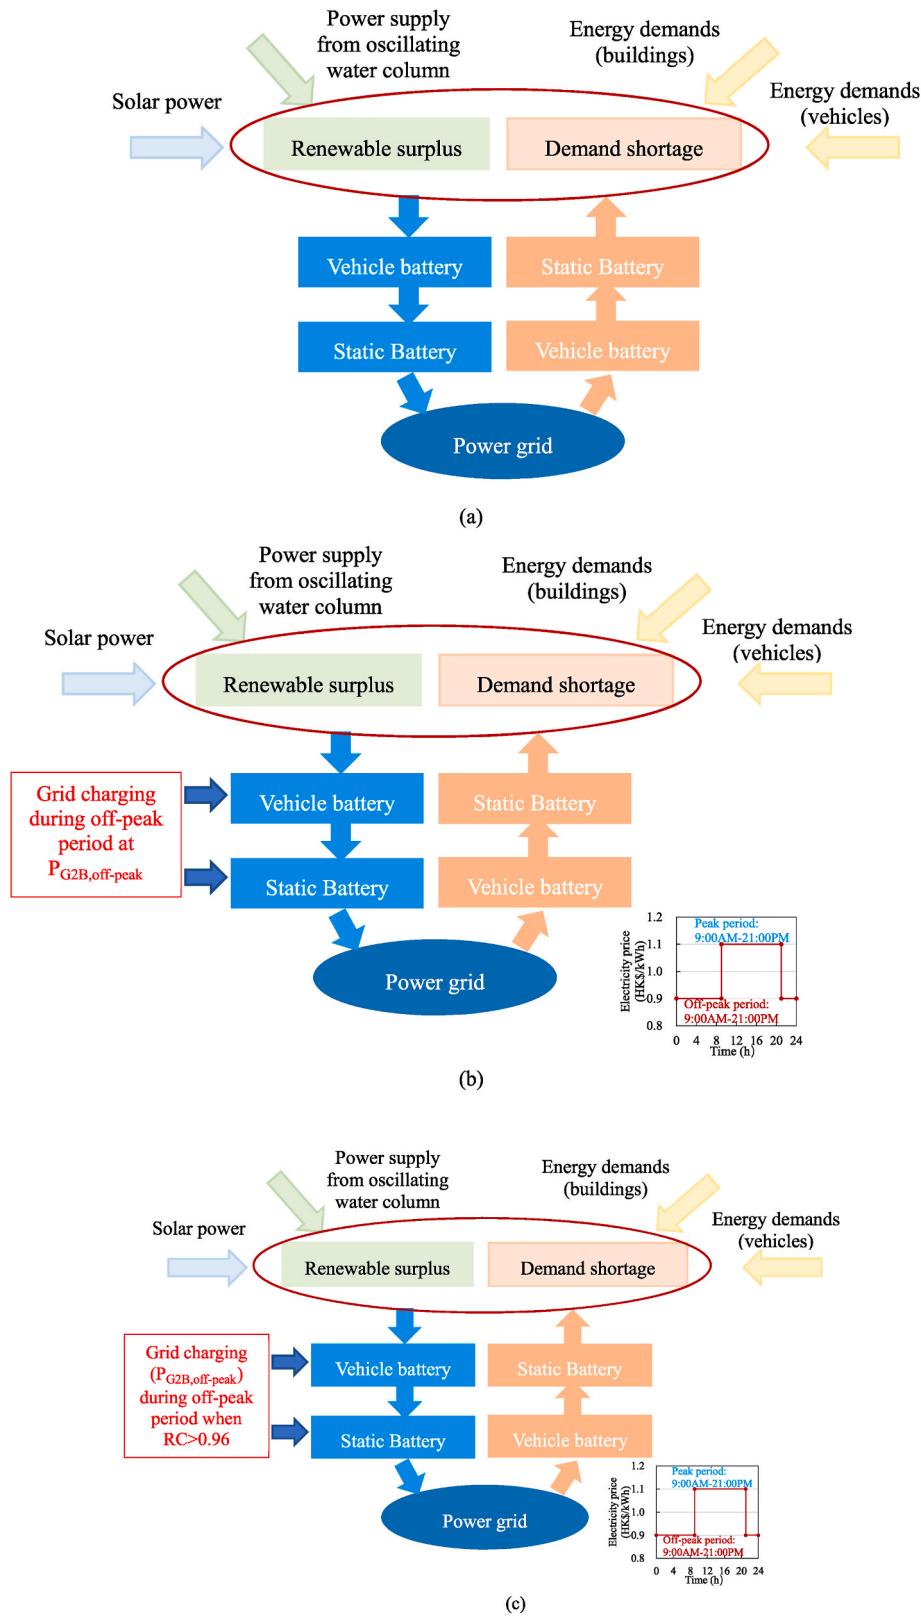 Power supply
from oscillating
water column
Energy demands
(buildings)
Solar power
Energy demands
(vehicles)
Renewable surplus
Demand shortage
Vehicle battery
Static Battery
Static Battery
Vehicle battery
Power grid
(a)
Power supply
from oscillating
water column
Energy demands
(buildings)
Solar power
Energy demands
(vehicles)
Renewable surplus
Demand shortage
Grid charging
during off-peak
period at
P_G2B,off-peak
Vehicle battery
Static Battery
Static Battery
Vehicle battery
Power grid
Electricity price
(HK$/kWh)
1.2
1.1
1.0
0.9
0.8
Peak period:
9:00AM-21:00PM
Off-peak period:
9:00AM-21:00PM
0 4 8 12 16 20 24
Time (h)
(b)
Power supply
from oscillating
water column
Energy demands
(buildings)
Solar power
Energy demands
(vehicles)
Renewable surplus
Demand shortage
Grid charging
(P_G2B,off-peak)
during off-peak
period when
RC>0.96
Vehicle battery
Static Battery
Static Battery
Vehicle battery
Power grid
Electricity price
(HK$/kWh)
1.2
1.1
1.0
0.9
0.8
Peak period:
9:00AM-21:00PM
Off-peak period:
9:00AM-21:00PM
0 4 8 12 16 20 24
Time (h)
(c)